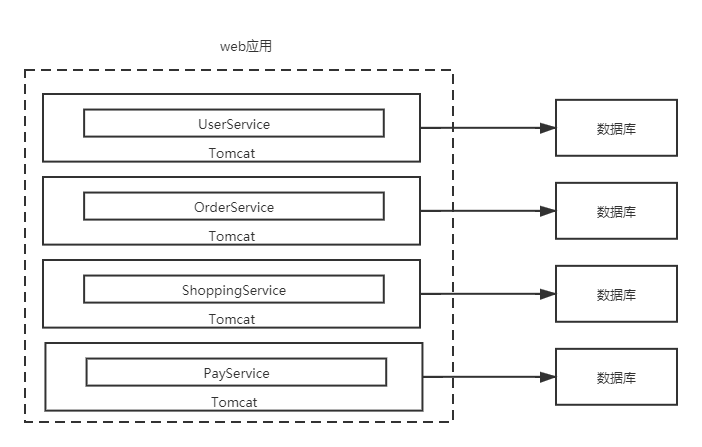 web应用
UserService
数据库
Tomcat
OrderService
数据库
Tomcat
ShoppingService
数据库
Tomcat
PayService
数据库
Tomcat